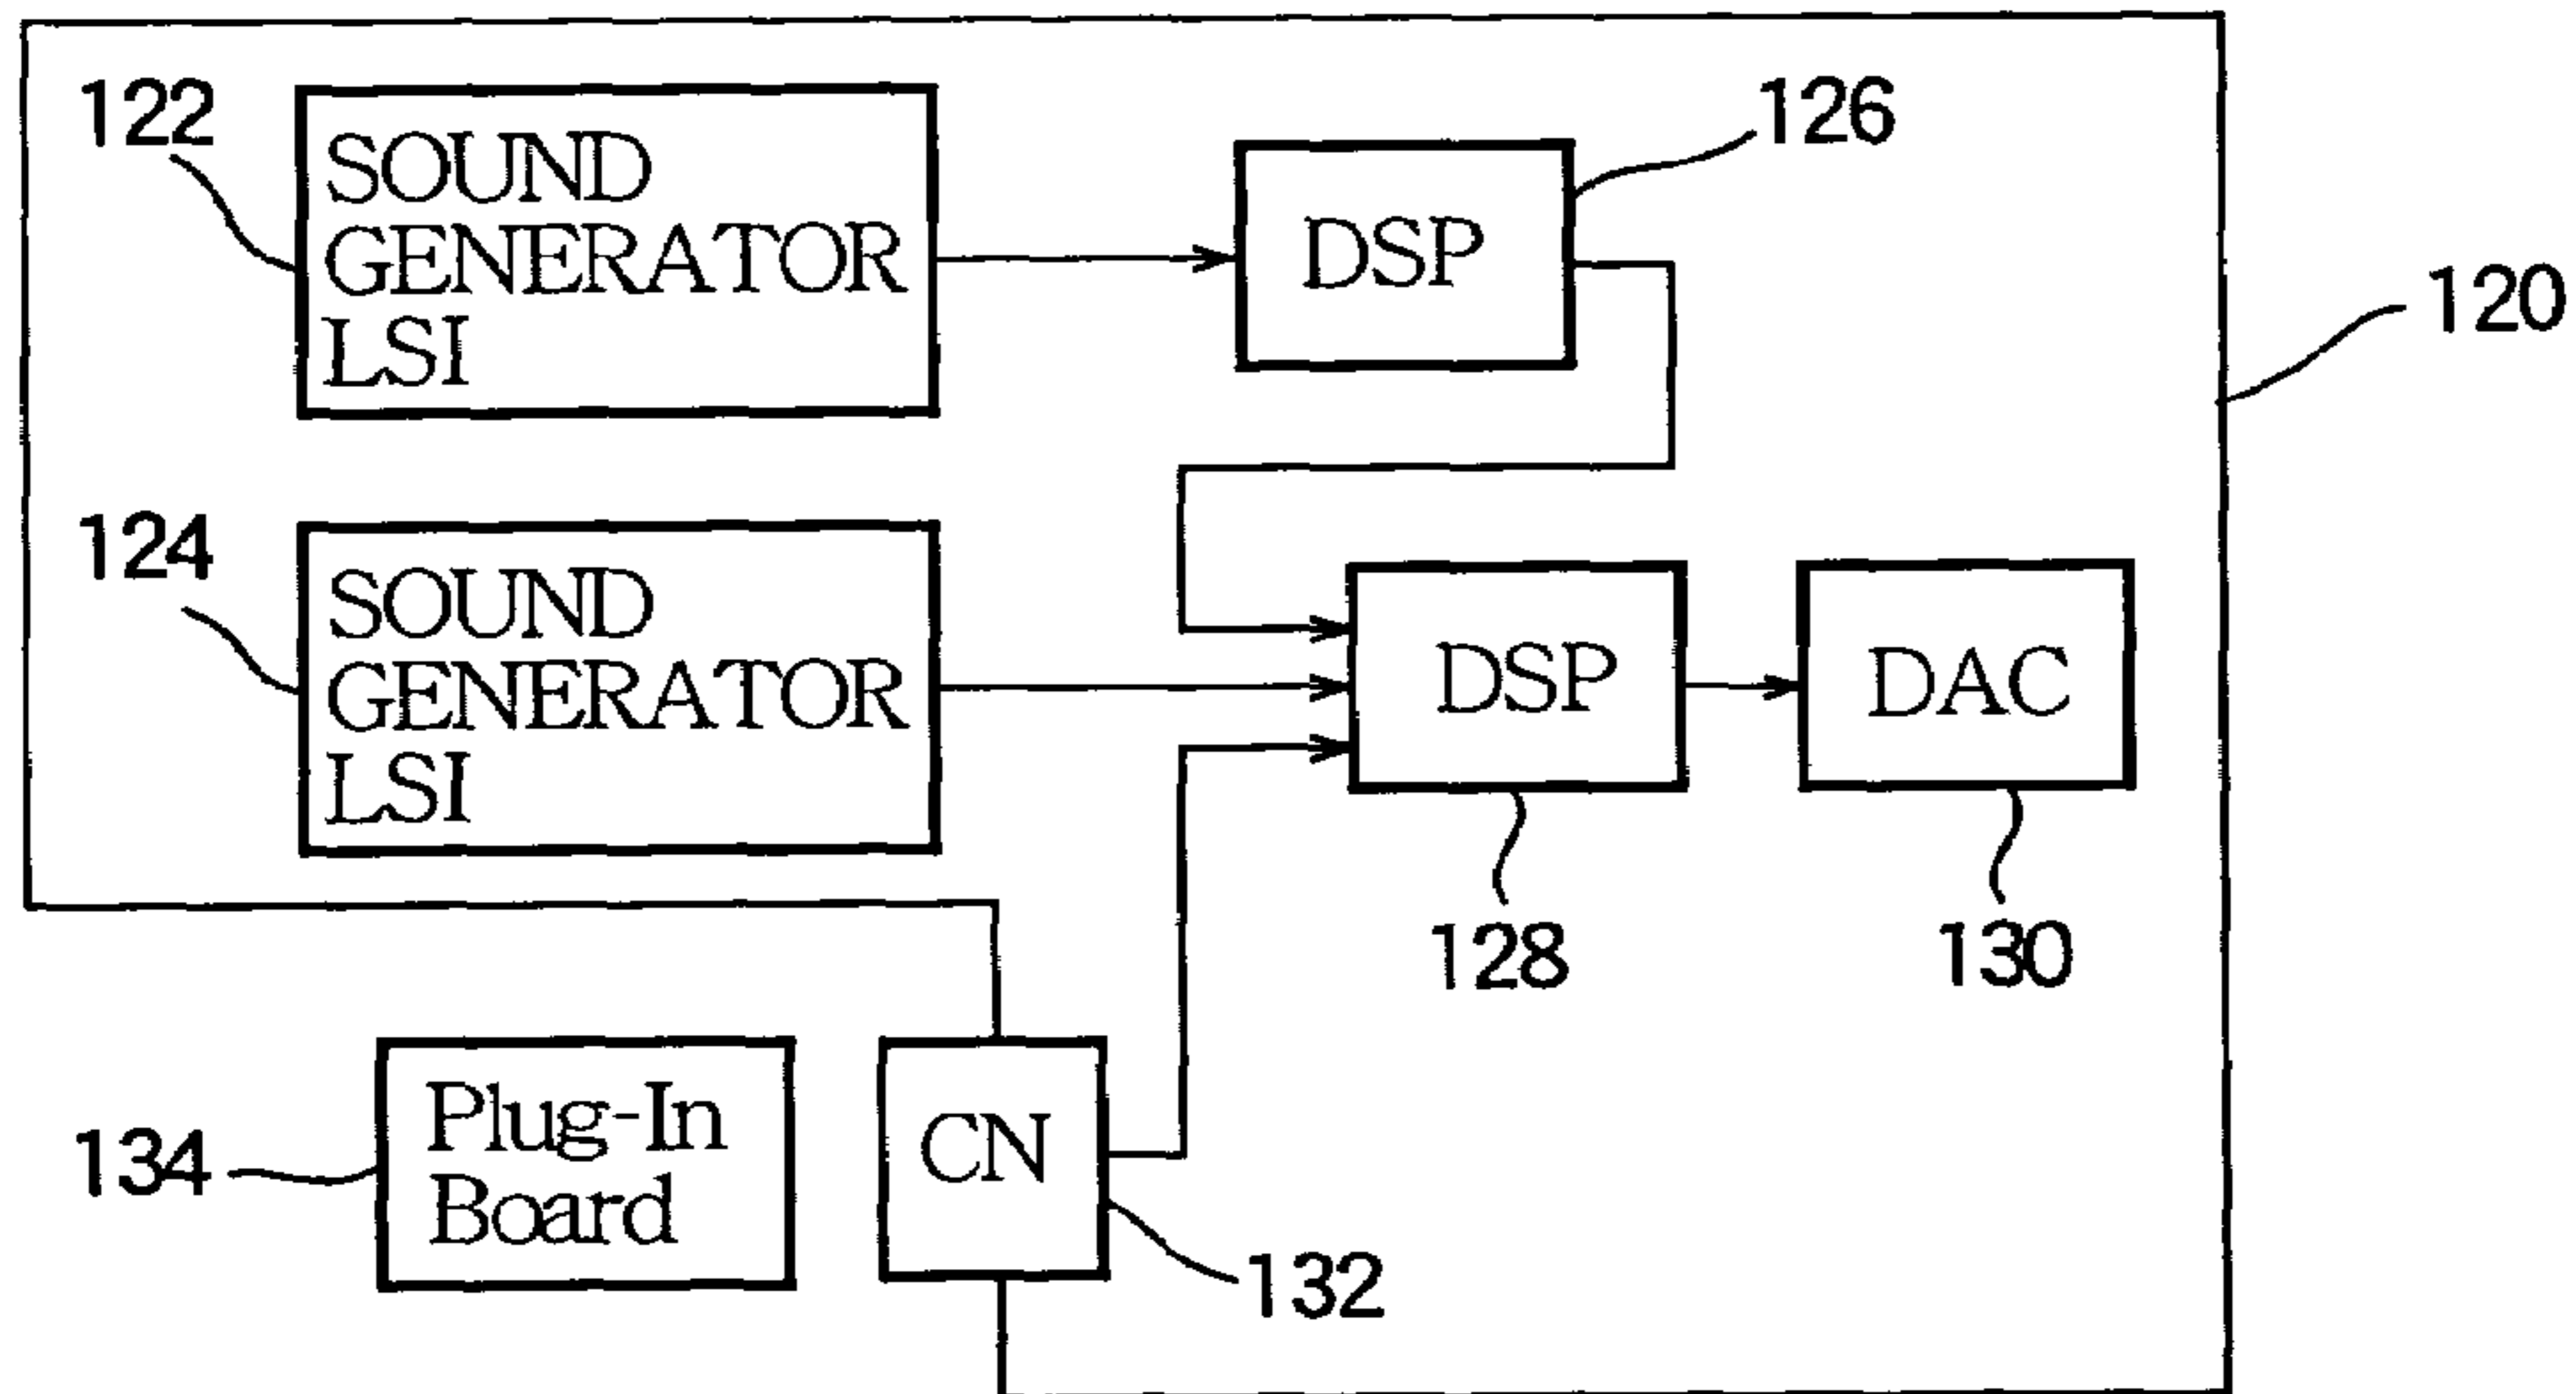 122
SOUND
GENERATOR
LSI
DSP
126
120
124
SOUND
GENERATOR
LSI
DSP
DAC
128
130
134
Plug-In
Board
CN
132